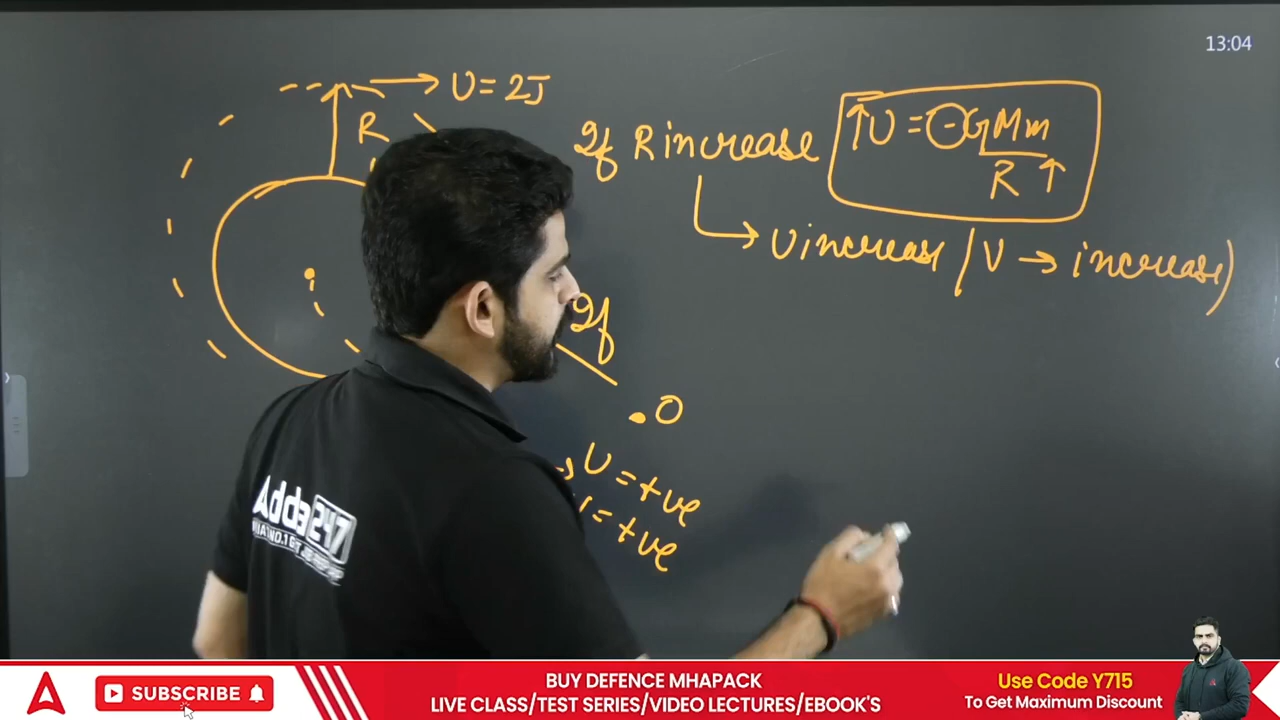 13:04
U = 2J
R
If R increase
↑U = -GMm
R ↑
U increase / V → increase)
If
.O
→ U = +ve
V = +ve
Adda247
SUBSCRIBE
BUY DEFENCE MHAPACK
LIVE CLASS/TEST SERIES/VIDEO LECTURES/EBOOK'S
Use Code Y715
To Get Maximum Discount